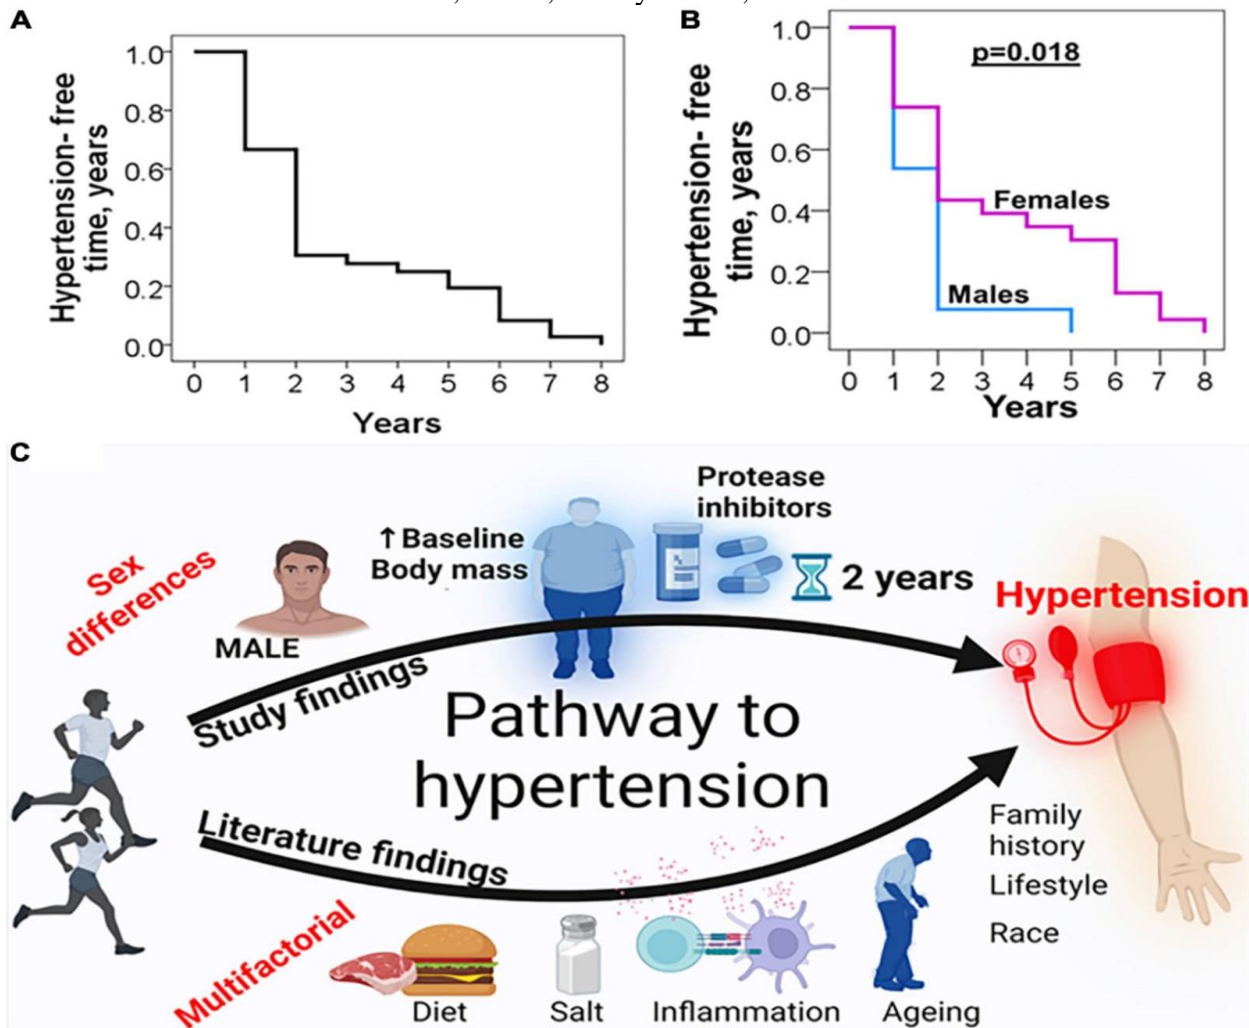 A
Hypertension- free
time, years
1.0
0.8
0.6
0.4
0.2
0.0
0 1 2 3 4 5 6 7 8
Years
B
p=0.018
Hypertension- free
time, years
1.0
0.8
0.6
0.4
0.2
0.0
Females
Males
0 1 2 3 4 5 6 7 8
Years
C
Sex
differences
MALE
↑ Baseline
Body mass
Protease
inhibitors
2 years
Hypertension
Study findings
Pathway to
hypertension
Literature findings
Multifactorial
Diet
Salt
Inflammation
Ageing
Family
history
Lifestyle
Race